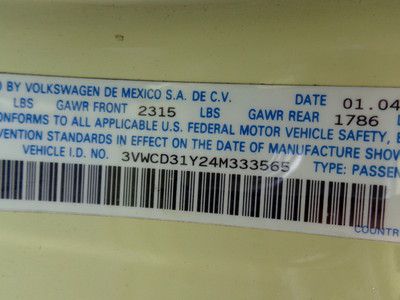 D BY VOLKSWAGEN DE MEXICO S.A. DE C.V. DATE 01.04
LBS GAWR FRONT 2315 LBS GAWR REAR 1786
CONFORMS TO ALL APPLICABLE U.S. FEDERAL MOTOR VEHICLE SAFETY, B
VENTION STANDARDS IN EFFECT ON THE DATE OF MANUFACTURE SHOW
VEHICLE I.D. NO. 3VWCD31Y24M333565 TYPE: PASSEN
COUNTR